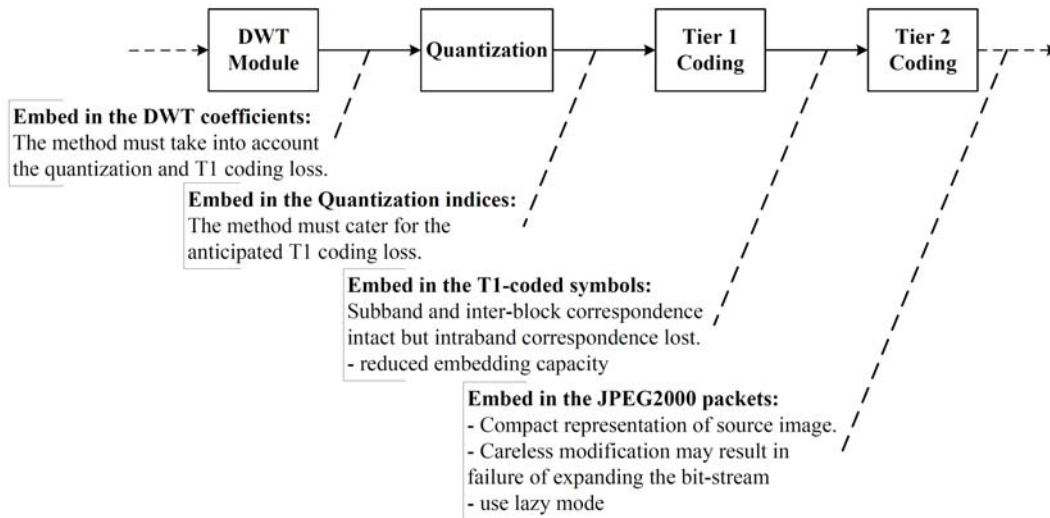 DWT
Module
Quantization
Tier 1
Coding
Tier 2
Coding
Embed in the DWT coefficients:
The method must take into account
the quantization and T1 coding loss.
Embed in the Quantization indices:
The method must cater for the
anticipated T1 coding loss.
Embed in the T1-coded symbols:
Subband and inter-block correspondence
intact but intraband correspondence lost.
- reduced embedding capacity
Embed in the JPEG2000 packets:
- Compact representation of source image.
- Careless modification may result in
failure of expanding the bit-stream
- use lazy mode